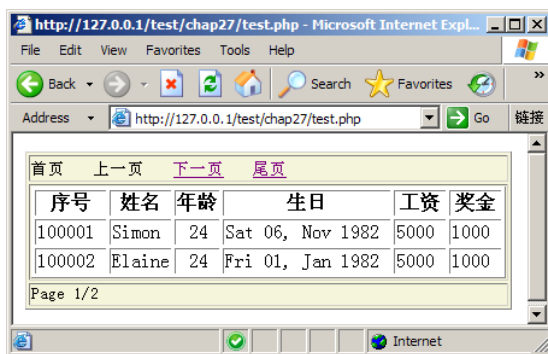 http://127.0.0.1/test/chap27/test.php - Microsoft Internet Expl...
File Edit View Favorites Tools Help
Back Search Favorites »
Address http://127.0.0.1/test/chap27/test.php Go 链接
首页 上一页 下一页 尾页
序号 姓名 年龄 生日 工资 奖金
100001 Simon 24 Sat 06, Nov 1982 5000 1000
100002 Elaine 24 Fri 01, Jan 1982 5000 1000
Page 1/2
Internet